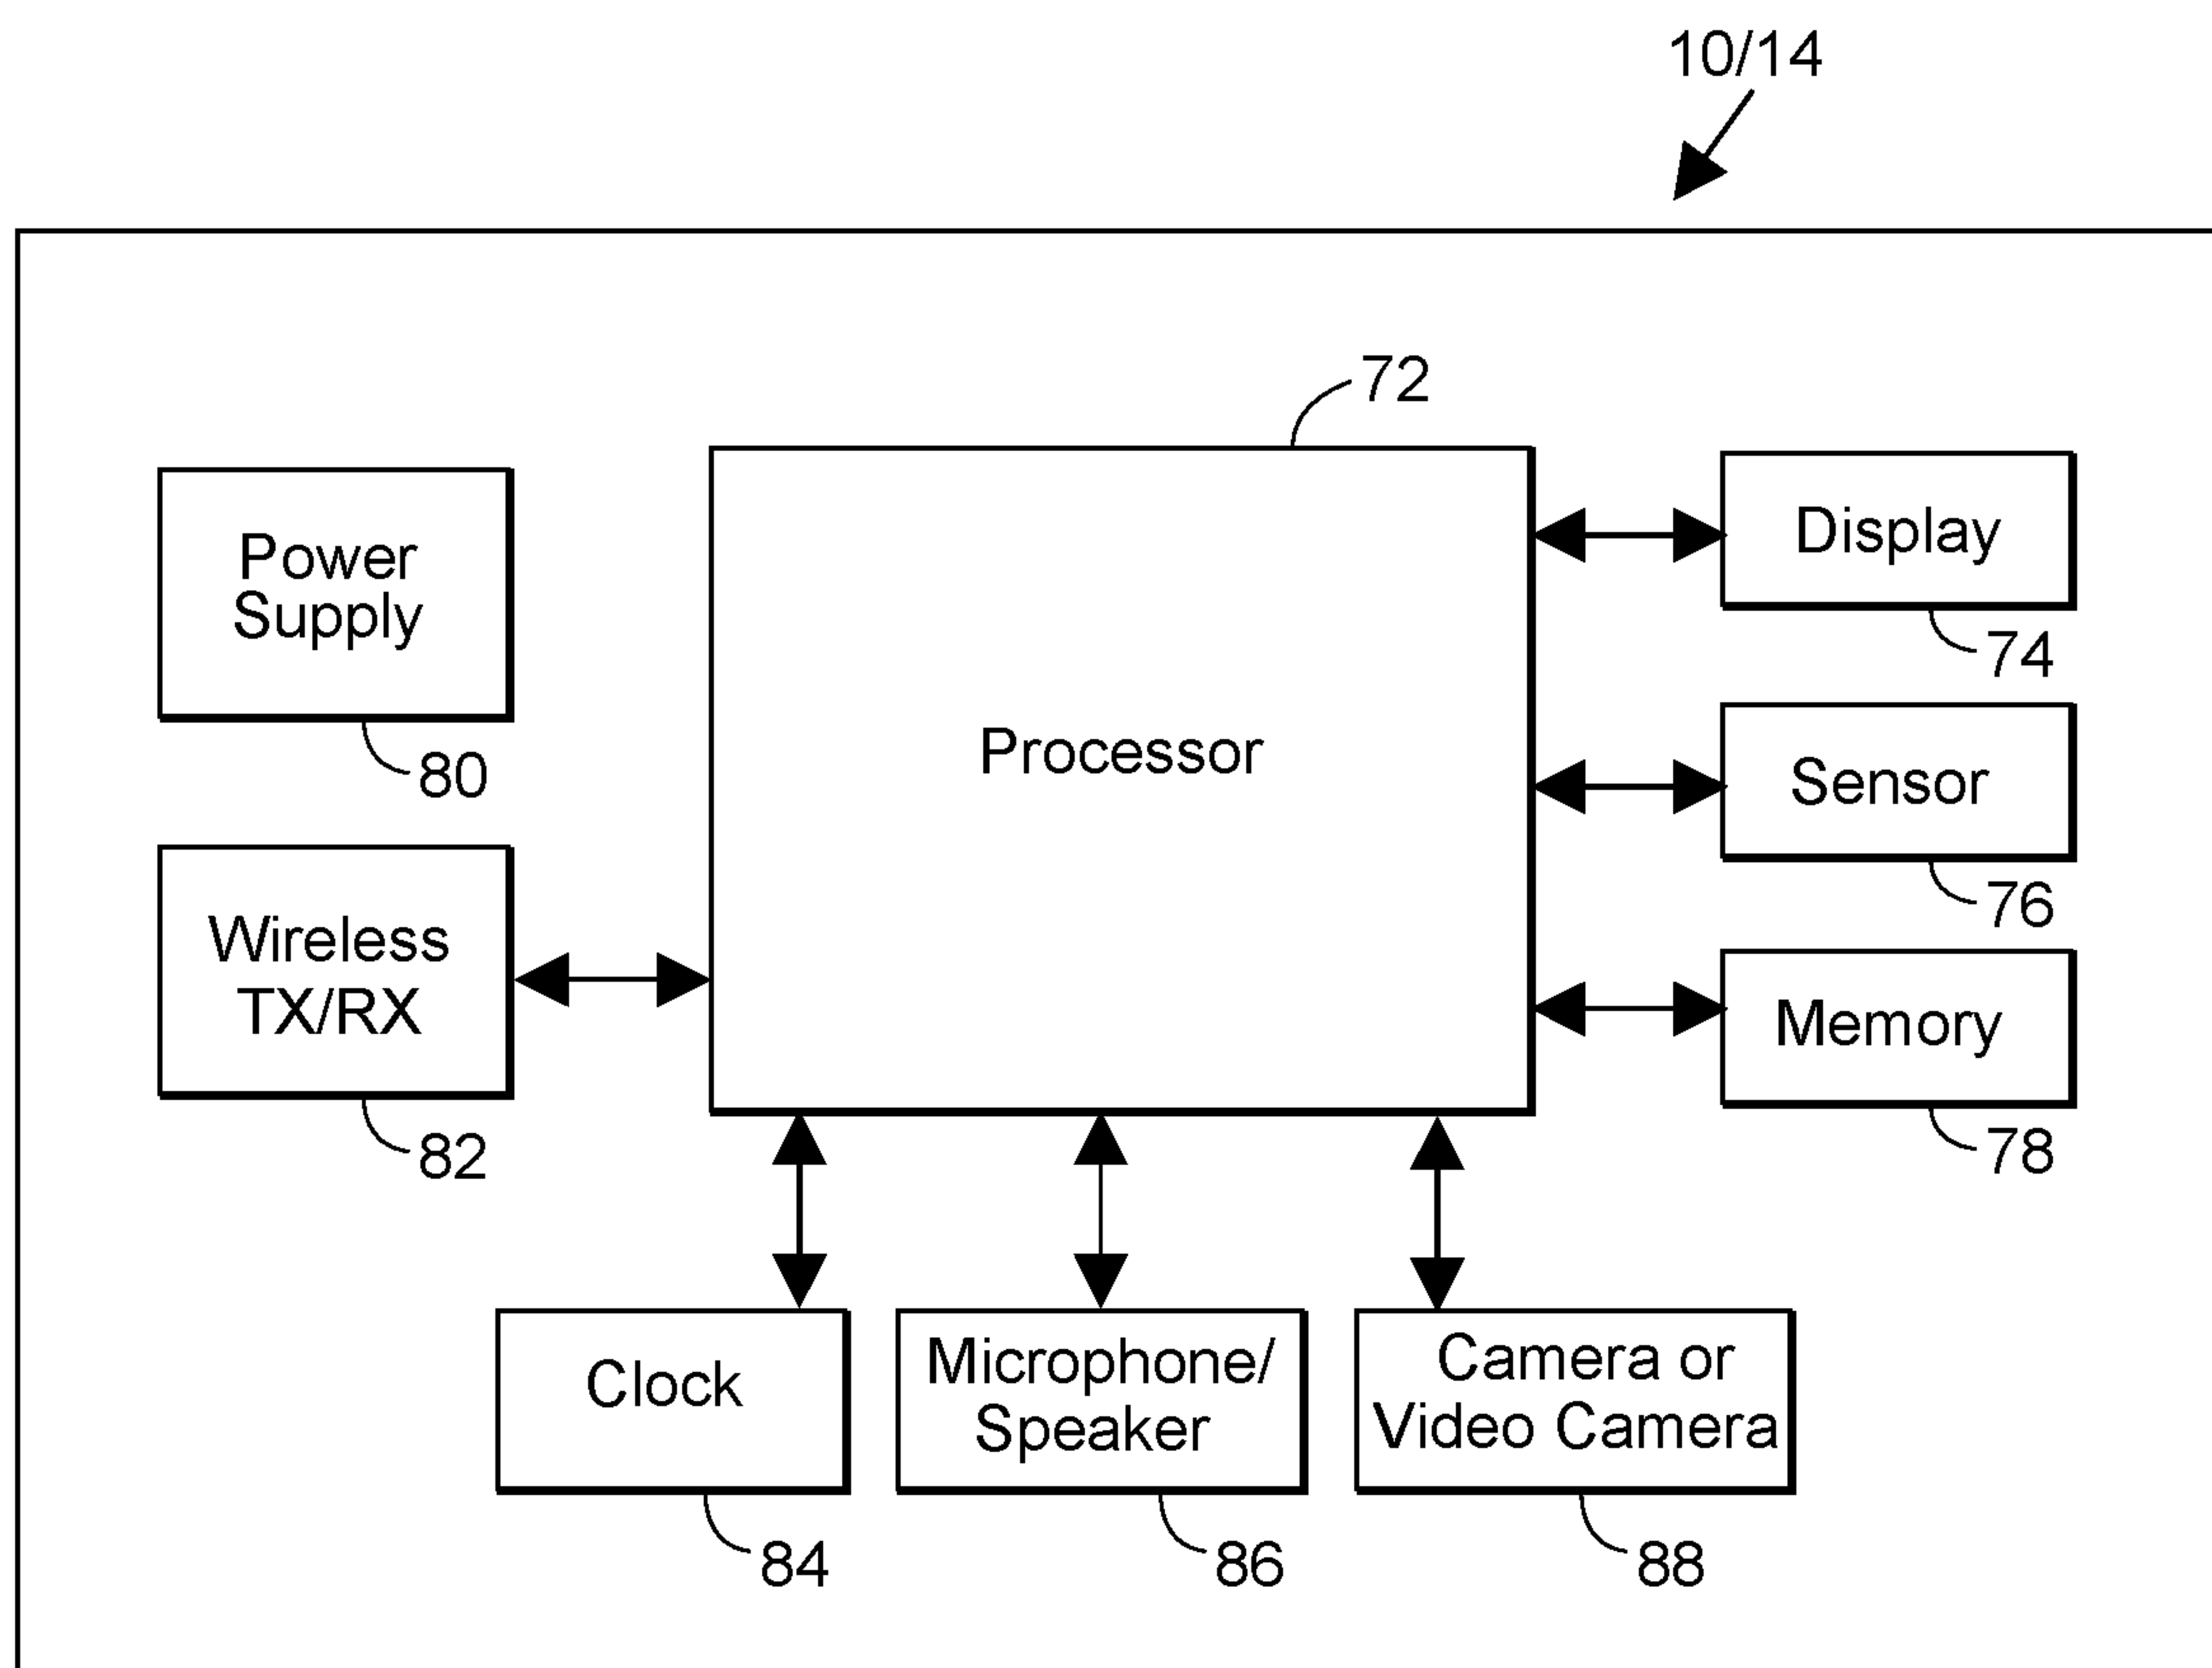 10/14
72
Power
Supply
80
Processor
Display
74
Sensor
76
Wireless
TX/RX
82
Memory
78
Clock
84
Microphone/
Speaker
86
Camera or
Video Camera
88